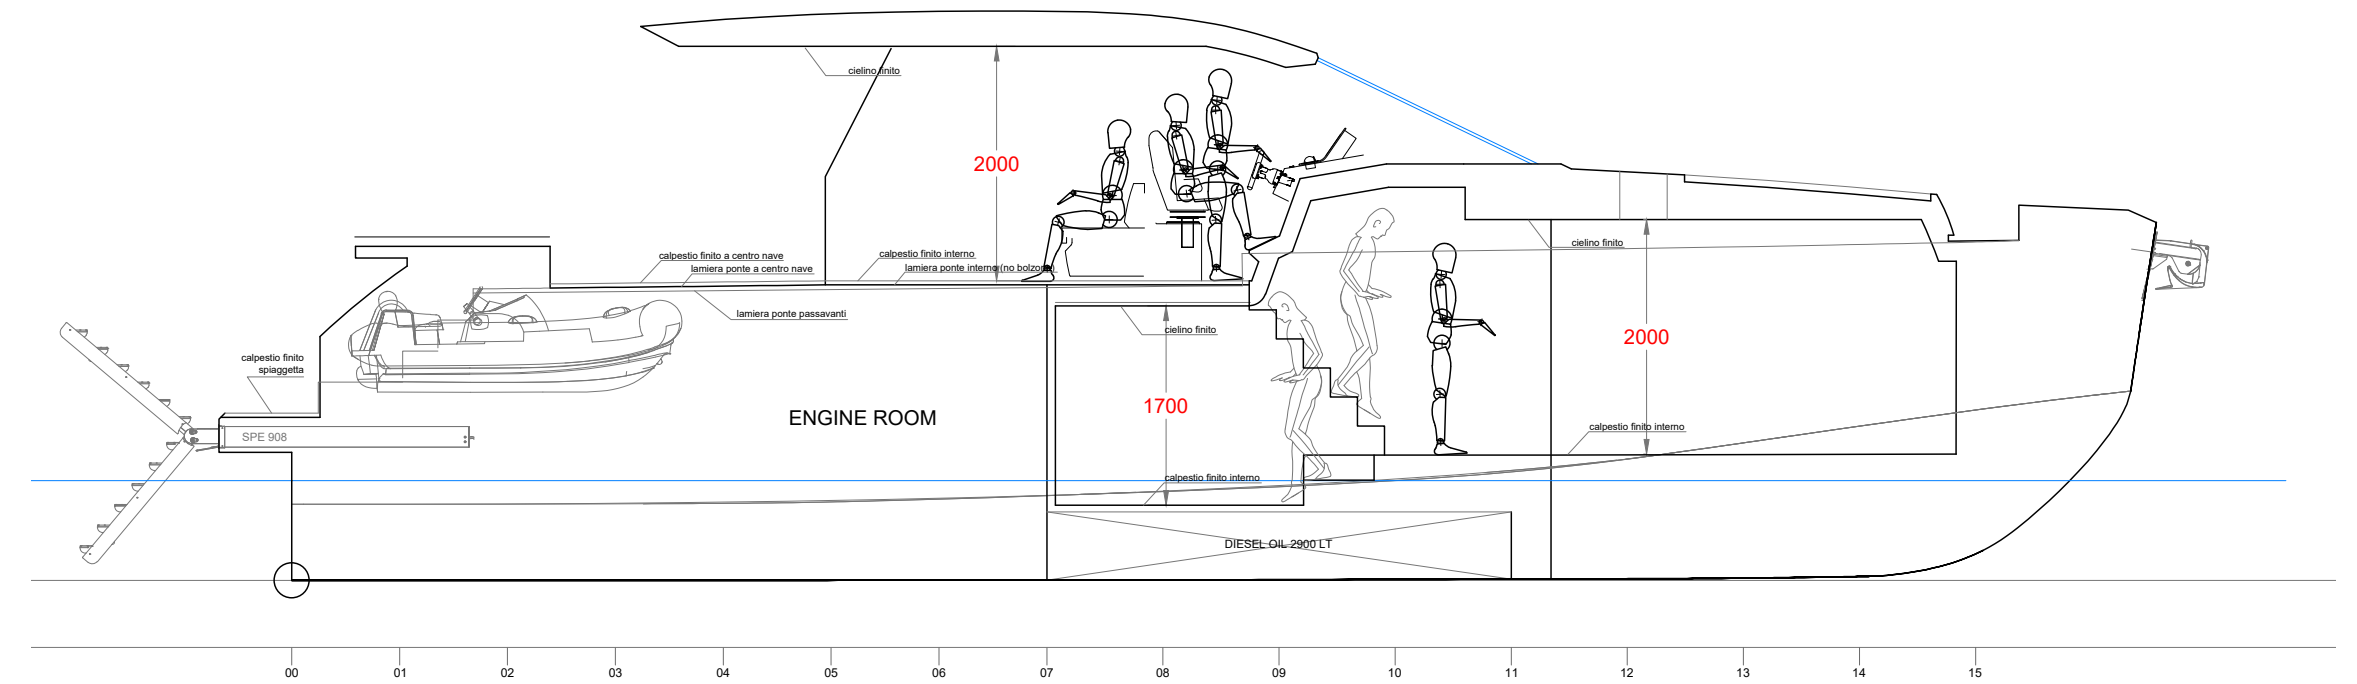 cielino finito
2000
calpestio finito a centro nave
lamiera ponte a centro nave
calpestio finito interno
lamiera ponte interno (no bolzone)
cielino finito
lamiera ponte passavanti
cielino finito
2000
calpestio finito
spiaggetta
1700
ENGINE ROOM
SPE 908
calpestio finito interno
calpestio finito interno
DIESEL OIL 2900 LT
00 01 02 03 04 05 06 07 08 09 10 11 12 13 14 15